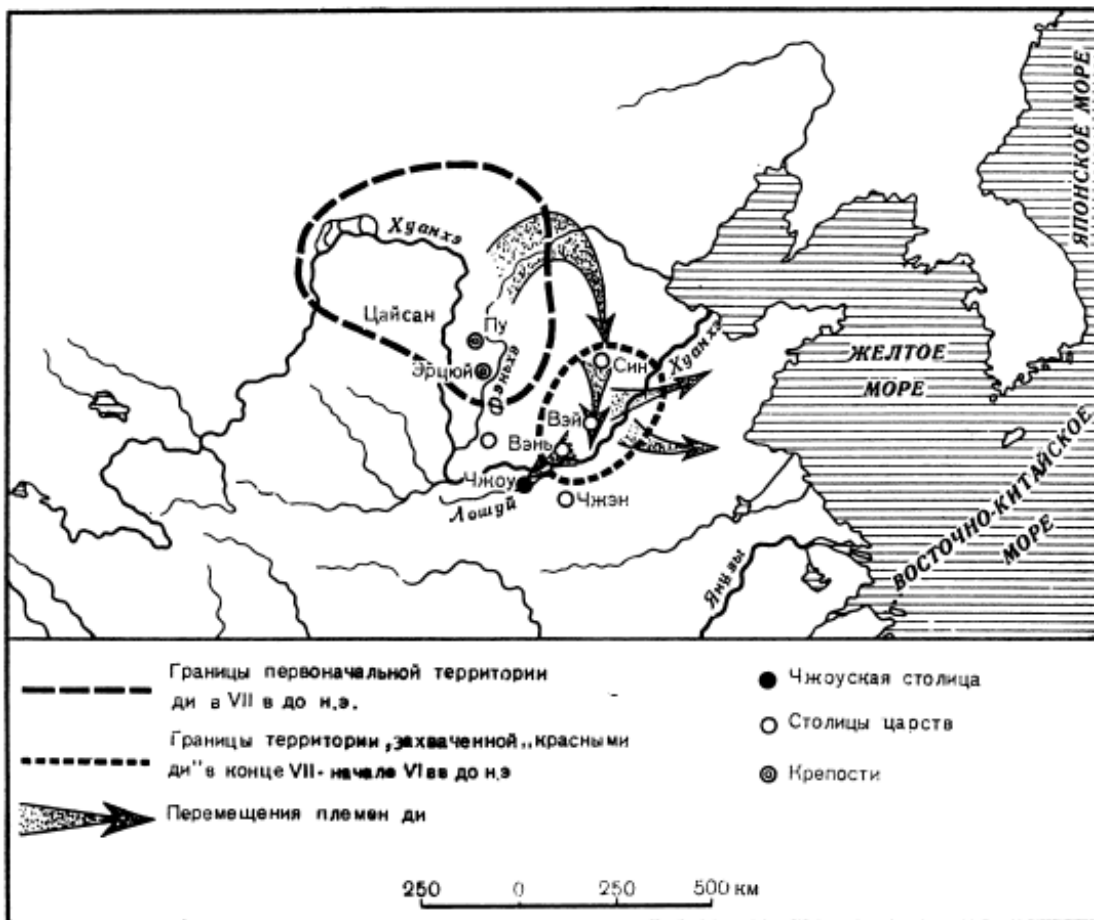 ЯПОНСКОЕ МОРЕ
Хуанхэ
Цайсан
Пу
Эрцюй
Фэньхэ
Син
Хуанхэ
ЖЕЛТОЕ
МОРЕ
Вэй
Вэнь
Чжоу
Чжэн
Лошуй
Янцзы
ВОСТОЧНО-КИТАЙСКОЕ
МОРЕ
Границы первоначальной территории
ди в VII в до н.э.
Границы территории, захваченной „красными
ди" в конце VII- начале VI вв до н.э
Перемещения племен ди
Чжоуская столица
Столицы царств
Крепости
250 0 250 500 км